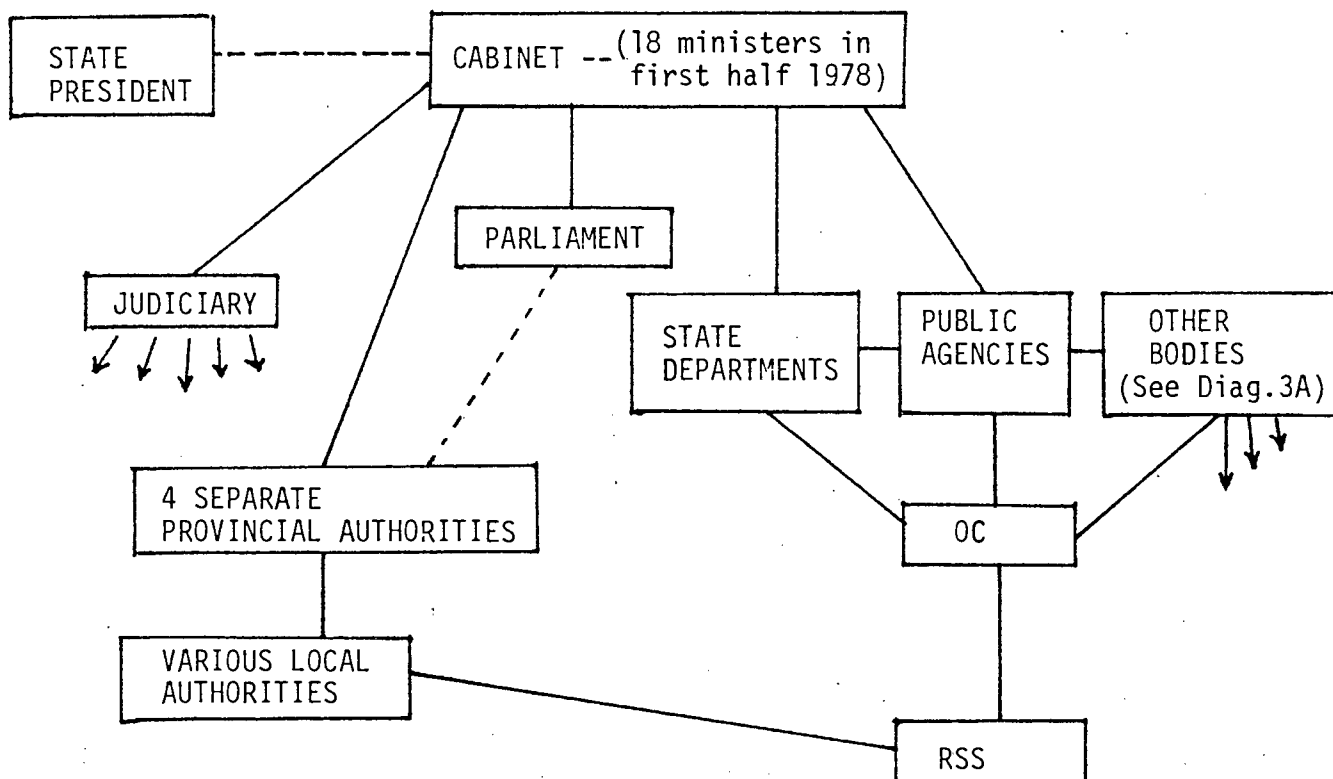 STATE
PRESIDENT
CABINET -- (18 ministers in
first half 1978)
PARLIAMENT
JUDICIARY
STATE
DEPARTMENTS
PUBLIC
AGENCIES
OTHER
BODIES
(See Diag.3A)
4 SEPARATE
PROVINCIAL AUTHORITIES
OC
VARIOUS LOCAL
AUTHORITIES
RSS